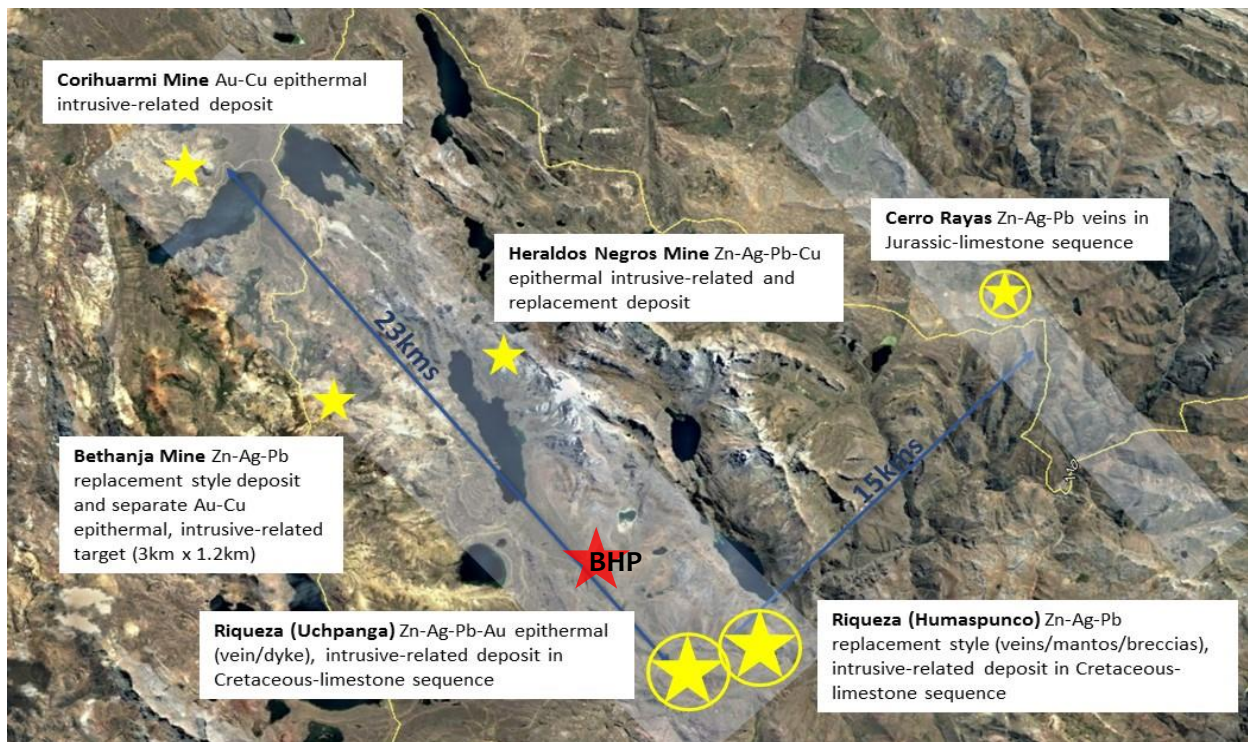 Corihuarmi Mine Au-Cu epithermal
intrusive-related deposit
Cerro Rayas Zn-Ag-Pb veins in
Jurassic-limestone sequence
Heraldos Negros Mine Zn-Ag-Pb-Cu
epithermal intrusive-related and
replacement deposit
23kms
15kms
Bethanja Mine Zn-Ag-Pb
replacement style deposit
and separate Au-Cu
epithermal, intrusive-related
target (3km x 1.2km)
BHP
Riqueza (Uchpanga) Zn-Ag-Pb-Au epithermal
(vein/dyke), intrusive-related deposit in
Cretaceous-limestone sequence
Riqueza (Humaspunco) Zn-Ag-Pb
replacement style (veins/mantos/breccias),
intrusive-related deposit in Cretaceous-
limestone sequence